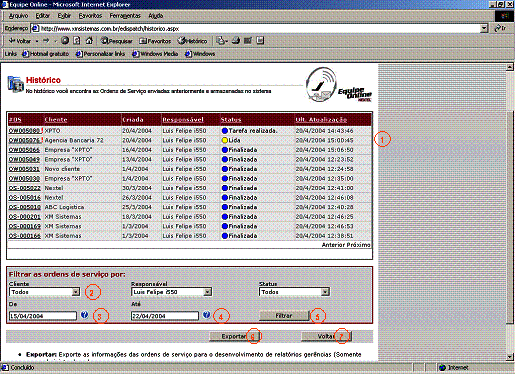 Equipe Online - Microsoft Internet Explorer
Arquivo Editar Exibir Favoritos Ferramentas Ajuda
Endereço http://www.xmsistemas.com.br/edispatch/historico.aspx Ir
Voltar Pesquisar Favoritos Histórico
Links Hotmail gratuito Personalizar links Windows Media Windows
Histórico
No histórico você encontra as Ordens de Serviço enviadas anteriormente e armazenadas no sistema
Equipe Online NEXTEL
#OS Cliente Criada Responsável Status Ult. Atualização
OW005080 ! XPTO 20/4/2004 Luis Felipe i550 Tarefa realizada. 20/4/2004 14:43:46
OW005076 ! Agencia Bancaria 72 20/4/2004 Luis Felipe i550 Lida 20/4/2004 15:00:45
OW005066 Empresa "XPTO" 16/4/2004 Luis Felipe i550 Finalizada 20/4/2004 15:06:50
OW005049 Empresa "XPTO" 13/4/2004 Luis Felipe i550 Finalizada 20/4/2004 12:23:52
OW005031 Novo cliente 1/4/2004 Luis Felipe i550 Finalizada 20/4/2004 12:24:58
OW005030 Empresa "XPTO" 1/4/2004 Luis Felipe i550 Finalizada 20/4/2004 12:35:00
OS-005022 Nextel 30/3/2004 Luis Felipe i550 Finalizada 20/4/2004 12:41:00
OS-005016 Nextel 26/3/2004 Luis Felipe i550 Finalizada 20/4/2004 12:46:08
OS-005010 ABC Logistica 25/3/2004 Luis Felipe i550 Finalizada 20/4/2004 12:40:28
OS-000201 XM Sistemas 18/3/2004 Luis Felipe i550 Finalizada 20/4/2004 12:46:25
OS-000169 XM Sistemas 1/3/2004 Luis Felipe i550 Finalizada 20/4/2004 12:46:53
OS-000166 XM Sistemas 1/3/2004 Luis Felipe i550 Finalizada 20/4/2004 12:38:51
1
Anterior Próximo
Filtrar as ordens de serviço por:
Cliente Responsável Status
Todos 2 Luis Felipe i550 Todos
De Até
15/04/2004 ? 3 22/04/2004 ? 4 Filtrar 5
Exportar 6 Voltar 7
• Exportar: Exporte as informações das ordens de serviço para o desenvolvimento de relatórios gerências (Somente
Concluído Internet